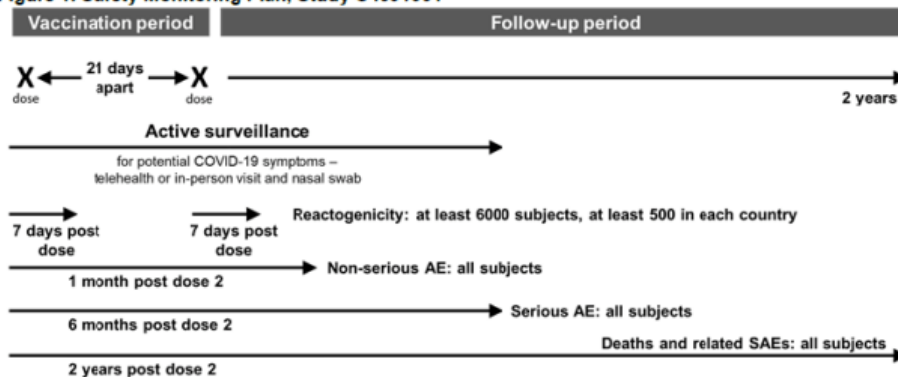 Vaccination period
Follow-up period
X
21 days
apart
X
dose
dose
2 years
Active surveillance
for potential COVID-19 symptoms –
telehealth or in-person visit and nasal swab
Reactogenicity: at least 6000 subjects, at least 500 in each country
7 days post
dose
7 days post
dose
Non-serious AE: all subjects
1 month post dose 2
Serious AE: all subjects
6 months post dose 2
Deaths and related SAEs: all subjects
2 years post dose 2